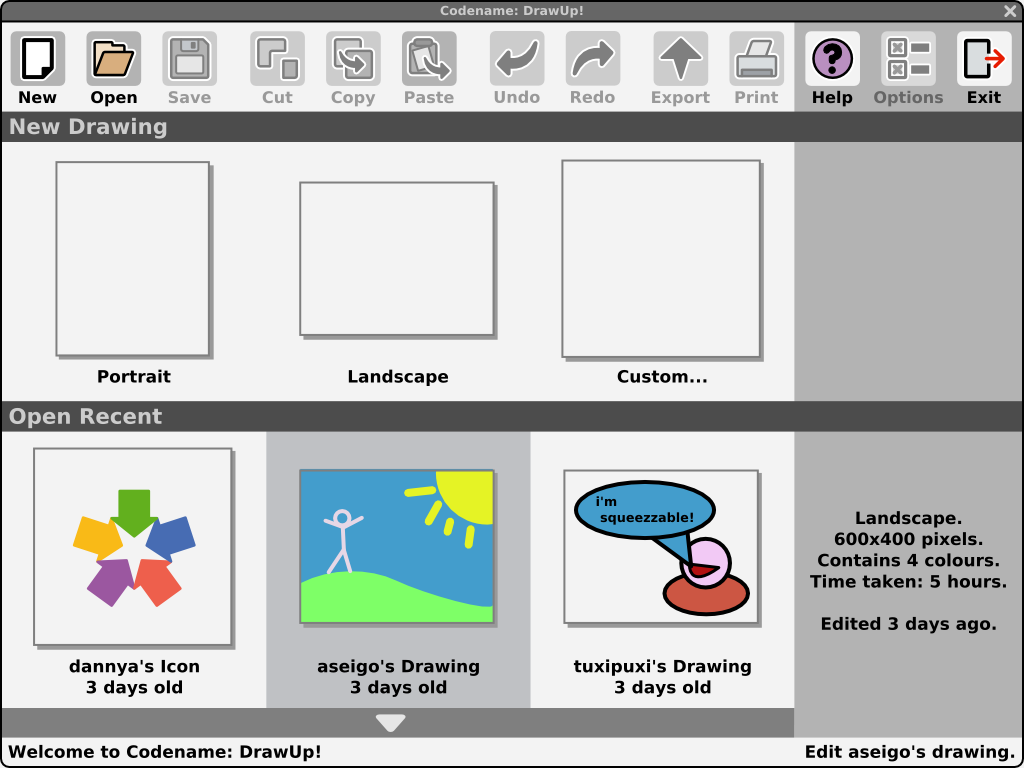 Codename: DrawUp!
New Open Save Cut Copy Paste Undo Redo Export Print Help Options Exit
New Drawing
Portrait Landscape Custom...
Open Recent
i'm
squeezzable!
dannya's Icon
3 days old
aseigo's Drawing
3 days old
tuxipuxi's Drawing
3 days old
Landscape.
600x400 pixels.
Contains 4 colours.
Time taken: 5 hours.
Edited 3 days ago.
Welcome to Codename: DrawUp!
Edit aseigo's drawing.